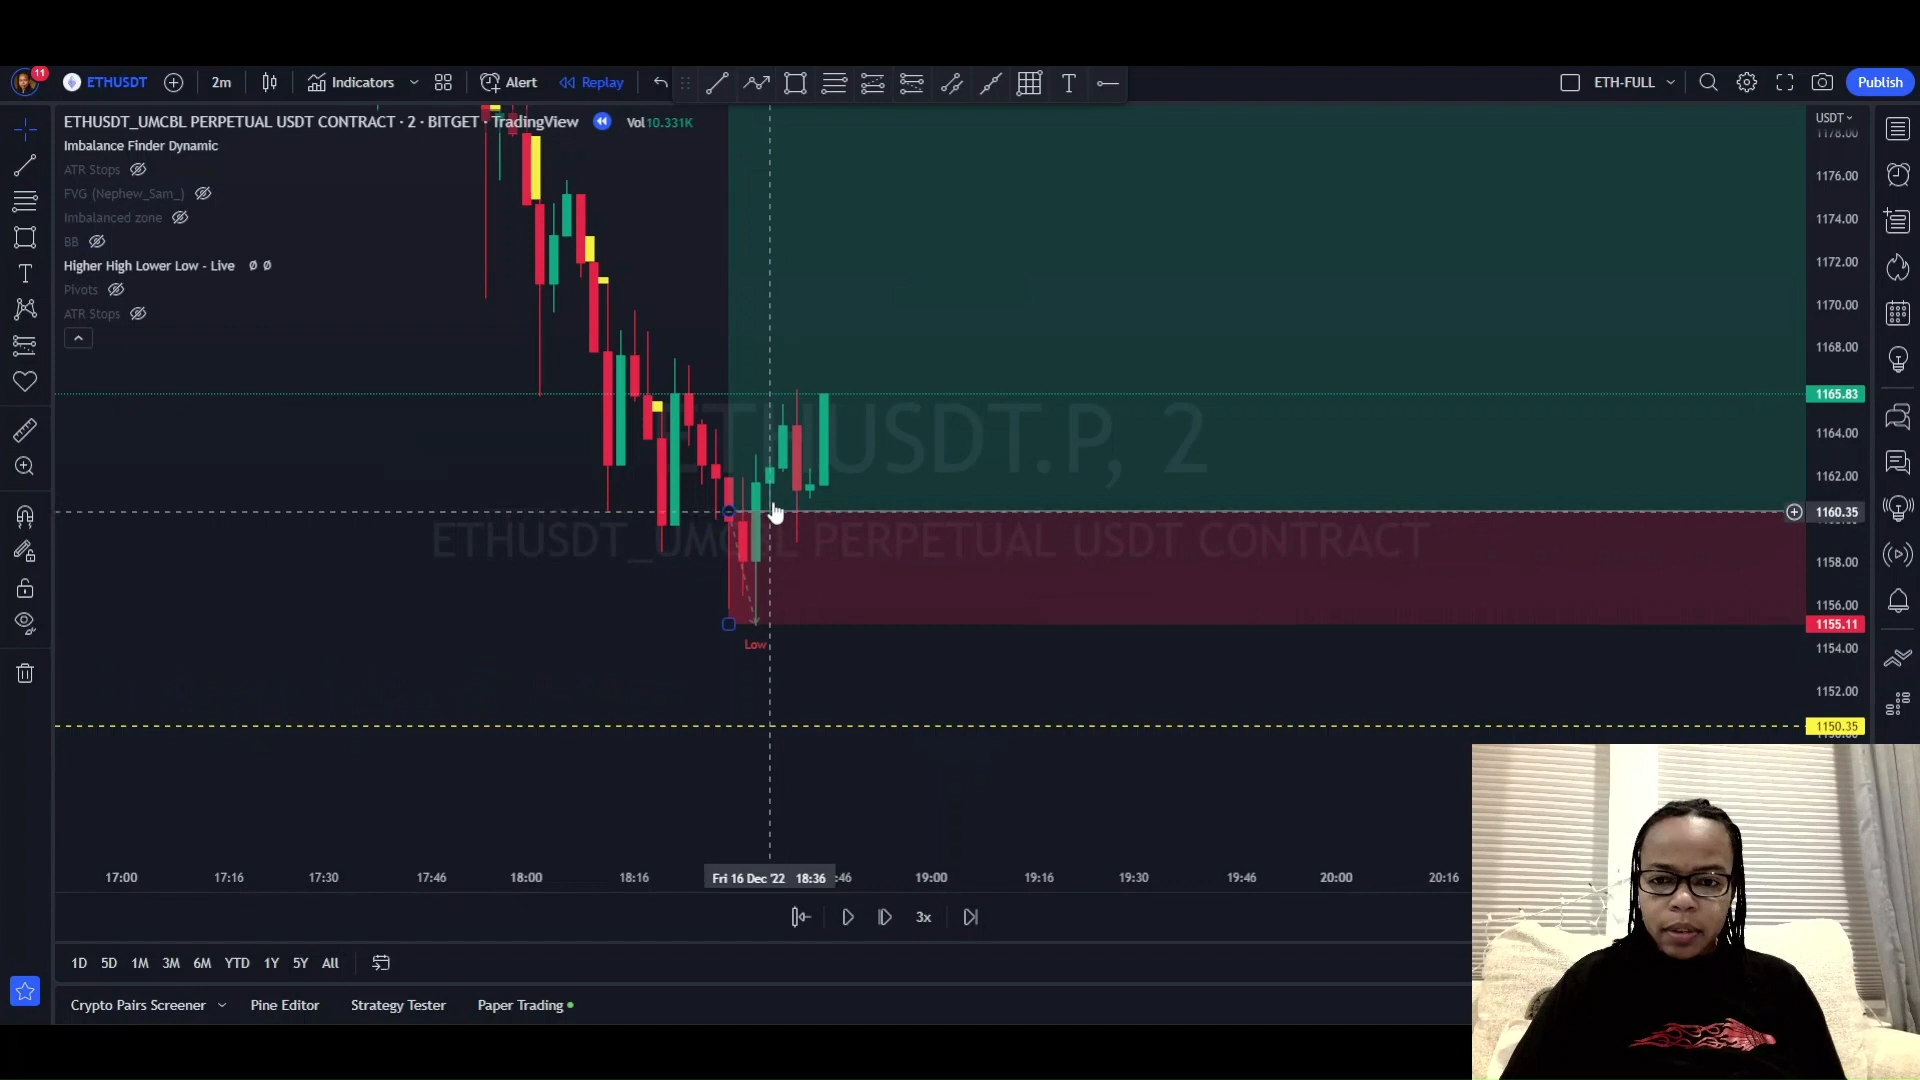 11 ETHUSDT 2m Indicators Alert Replay ETH-FULL Publish
ETHUSDT_UMCBL PERPETUAL USDT CONTRACT · 2 · BITGET · TradingView Vol 10.331K
USDT
Imbalance Finder Dynamic
ATR Stops
FVG (Nephew_Sam_)
Imbalanced zone
BB
Higher High Lower Low - Live Ø Ø
Pivots
ATR Stops
1178.00
1176.00
1174.00
1172.00
1170.00
1168.00
1165.83
1164.00
1162.00
1160.35
1158.00
1156.00
1155.11
1154.00
1152.00
1150.35
ETHUSDT.P, 2
ETHUSDT_UMCBL PERPETUAL USDT CONTRACT
Low
17:00 17:16 17:30 17:46 18:00 18:16 Fri 16 Dec '22 18:36 :46 19:00 19:16 19:30 19:46 20:00 20:16
3x
1D 5D 1M 3M 6M YTD 1Y 5Y All
Crypto Pairs Screener Pine Editor Strategy Tester Paper Trading